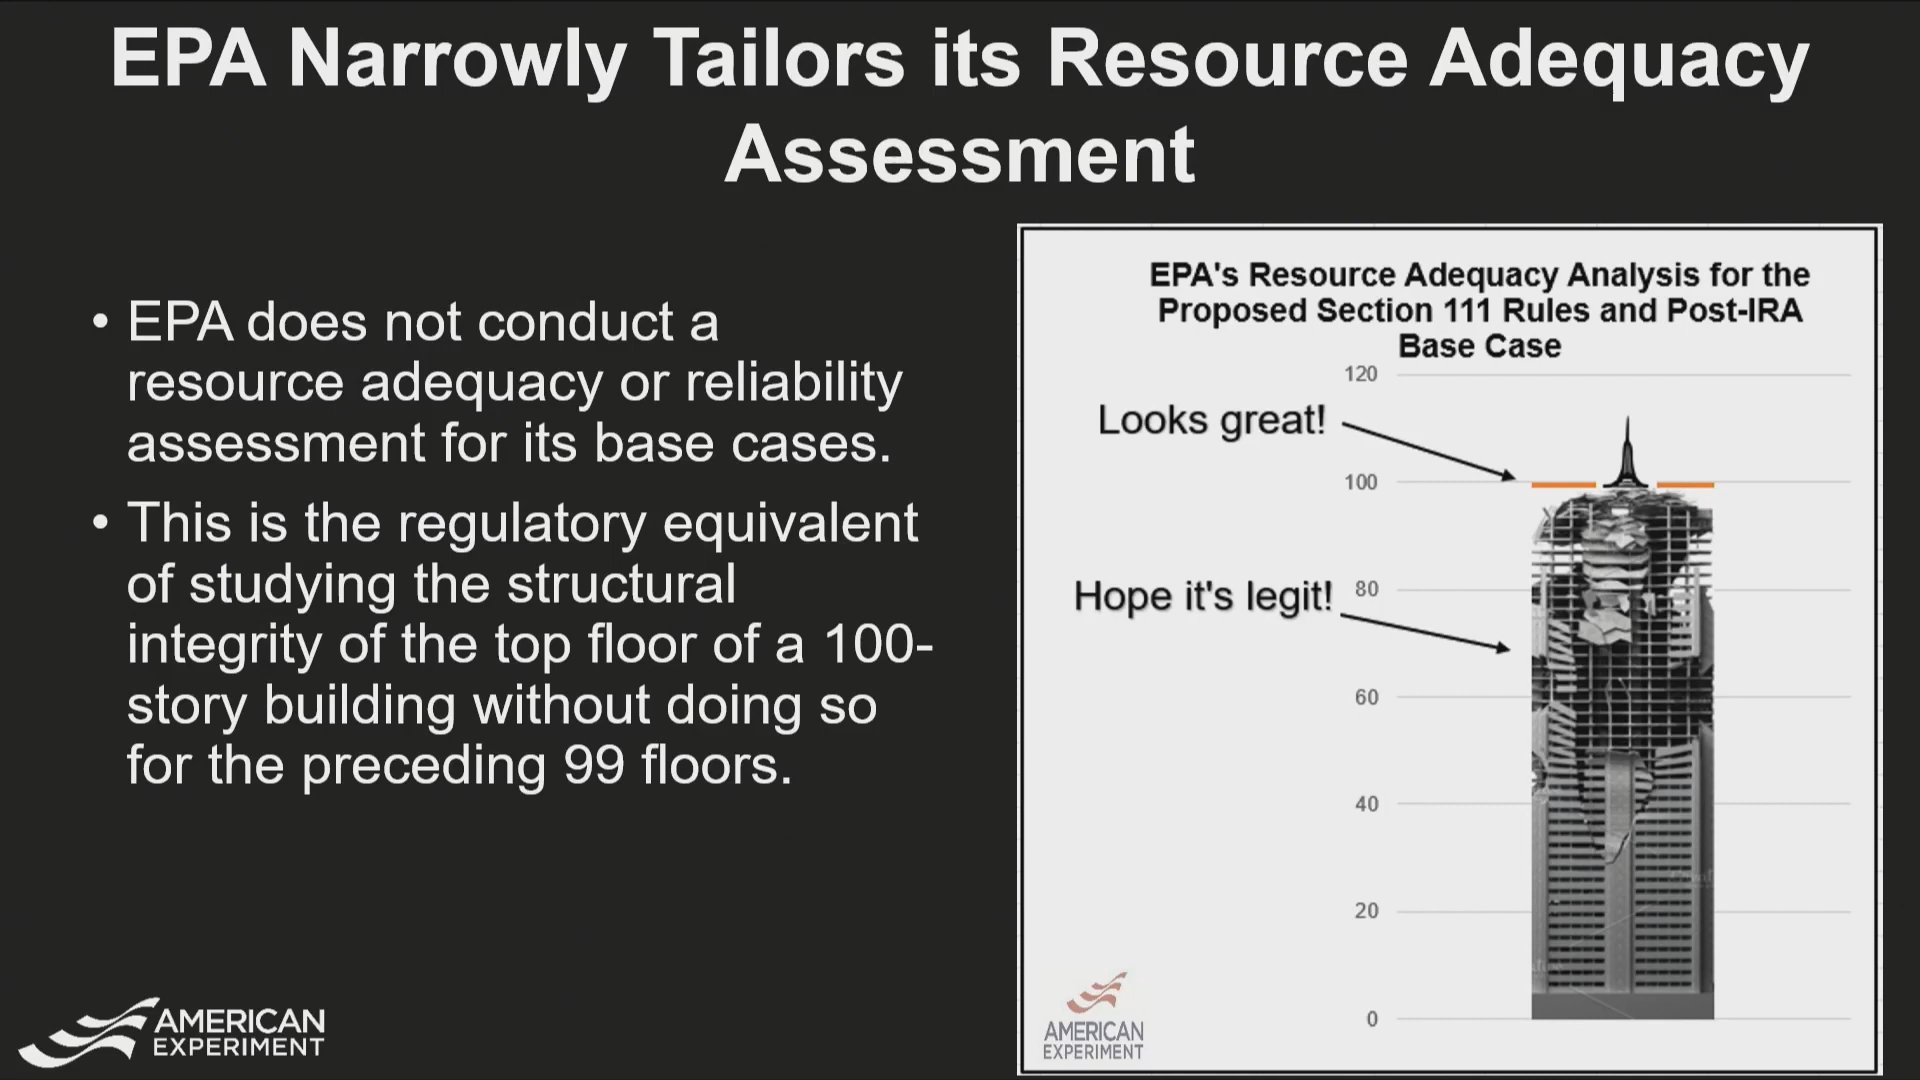 EPA Narrowly Tailors its Resource Adequacy
Assessment
• EPA does not conduct a
resource adequacy or reliability
assessment for its base cases.
• This is the regulatory equivalent
of studying the structural
integrity of the top floor of a 100-
story building without doing so
for the preceding 99 floors.
EPA's Resource Adequacy Analysis for the
Proposed Section 111 Rules and Post-IRA
Base Case
120
Looks great!
100
Hope it's legit!
80
60
40
20
0
AMERICAN
EXPERIMENT
AMERICAN
EXPERIMENT